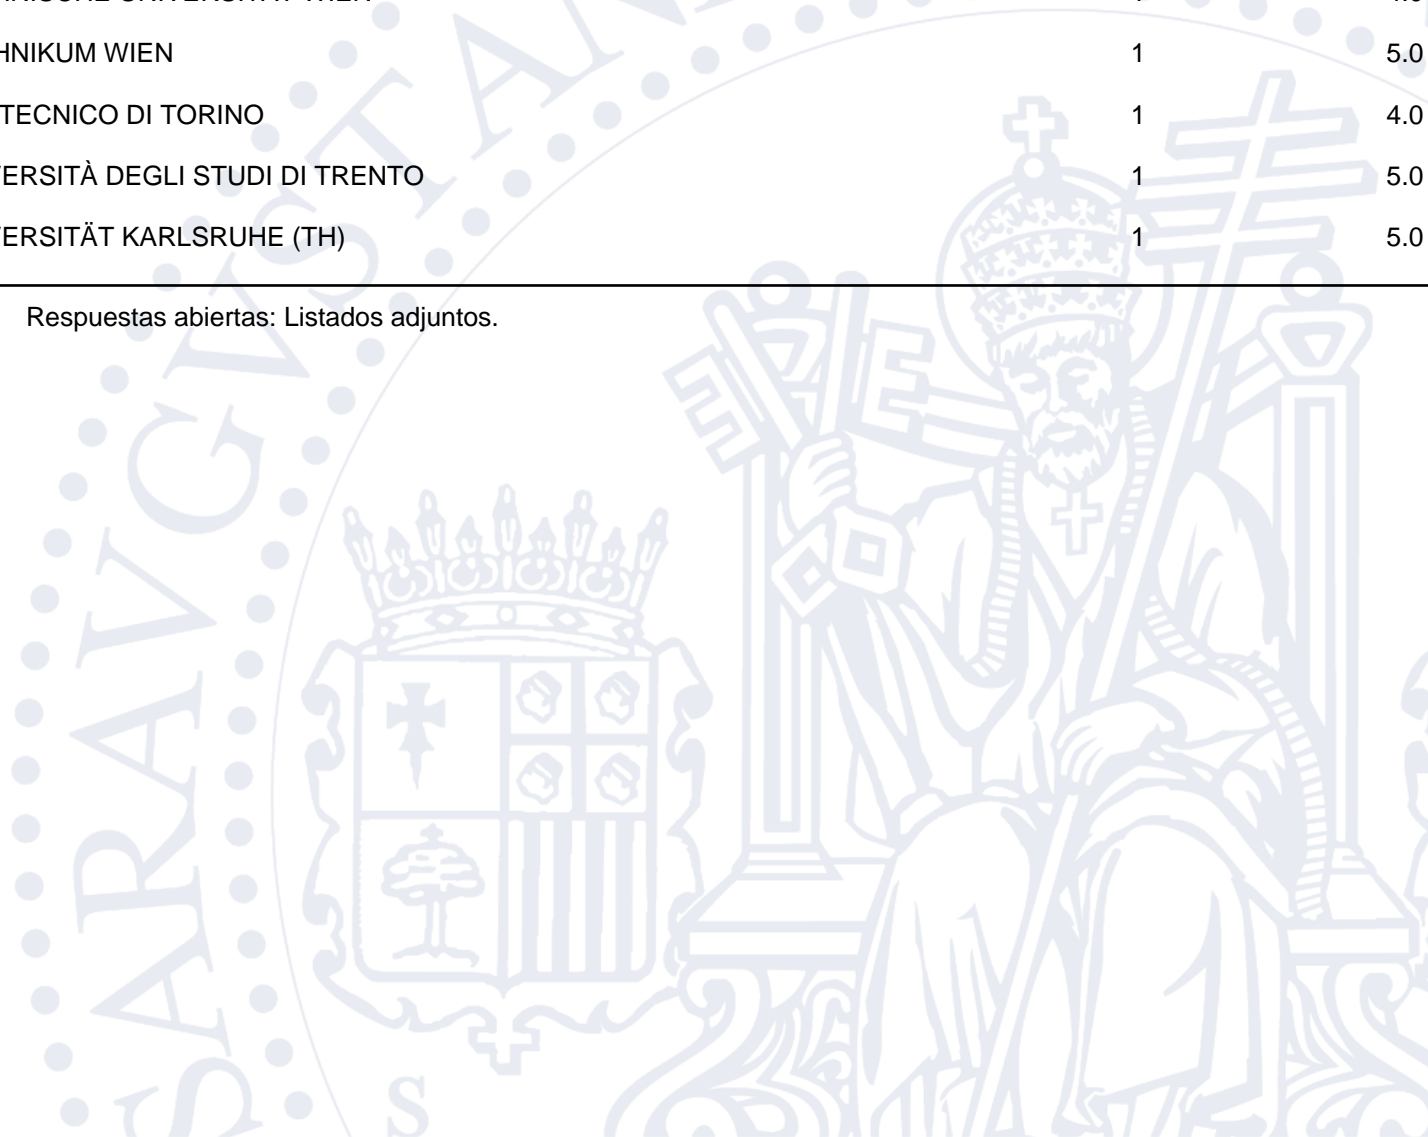 HNIKUM WIEN 1 5.0
TECNICO DI TORINO 1 4.0
ERSITÀ DEGLI STUDI DI TRENTO 1 5.0
ERSITÄT KARLSRUHE (TH) 1 5.0
Respuestas abiertas: Listados adjuntos.
SARAVGVSTAN
S